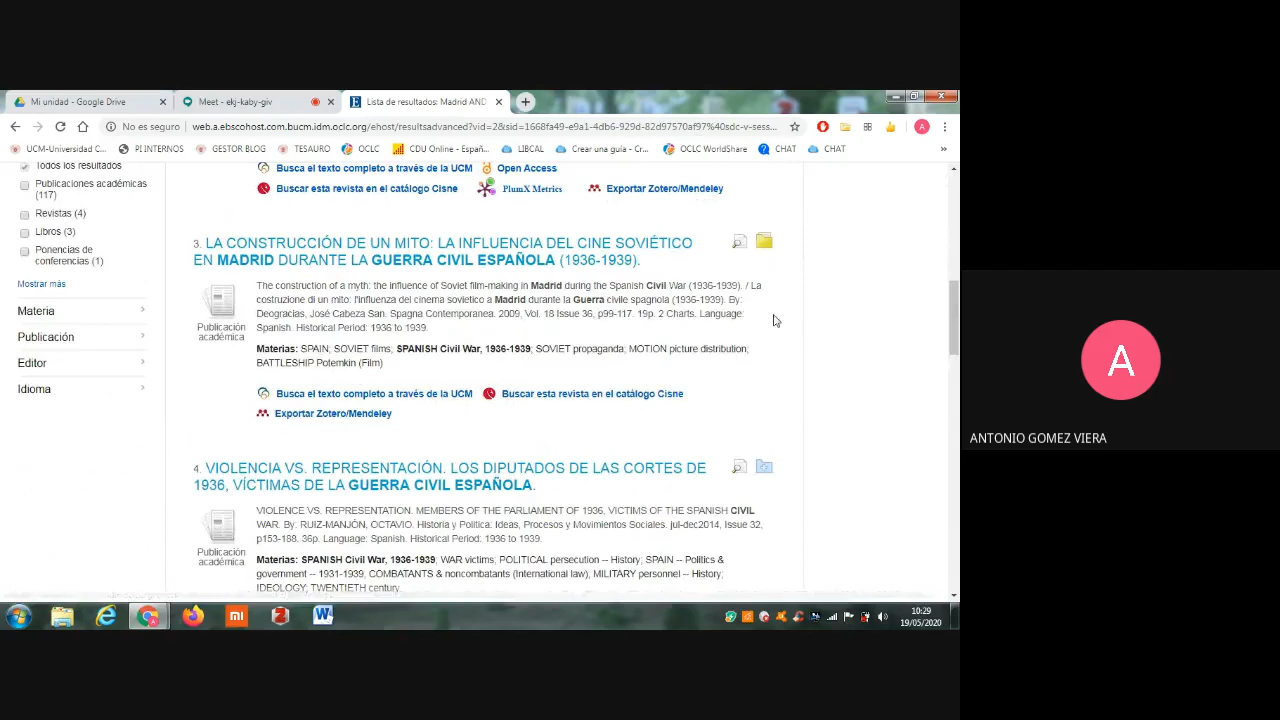 Mi unidad - Google Drive
Meet - ekj-kaby-giv
Lista de resultados: Madrid AND
No es seguro
web.a.ebscohost.com.bucm.idm.oclc.org/ehost/resultsadvanced?vid=2&sid=1668fa49-e9a1-4db6-929d-82d97570af97%40sdc-v-sess...
UCM-Universidad C...
PI INTERNOS
GESTOR BLOG
TESAURO
OCLC
CDU Online - Españ...
LIBCAL
Crear una guía - Cr...
OCLC WorldShare
CHAT
CHAT
»
Todos los resultados
Publicaciones académicas
(117)
Revistas (4)
Libros (3)
Ponencias de
conferencias (1)
Mostrar más
Materia
Publicación
Editor
Idioma
Busca el texto completo a través de la UCM
Open Access
Buscar esta revista en el catálogo Cisne
PlumX Metrics
Exportar Zotero/Mendeley
3. LA CONSTRUCCIÓN DE UN MITO: LA INFLUENCIA DEL CINE SOVIÉTICO
EN MADRID DURANTE LA GUERRA CIVIL ESPAÑOLA (1936-1939).
Publicación
académica
The construction of a myth: the influence of Soviet film-making in Madrid during the Spanish Civil War (1936-1939). / La
costruzione di un mito: l'influenza del cinema sovietico a Madrid durante la Guerra civile spagnola (1936-1939). By:
Deogracias, José Cabeza San. Spagna Contemporanea. 2009, Vol. 18 Issue 36, p99-117. 19p. 2 Charts. Language:
Spanish. Historical Period: 1936 to 1939.
Materias: SPAIN; SOVIET films; SPANISH Civil War, 1936-1939; SOVIET propaganda; MOTION picture distribution;
BATTLESHIP Potemkin (Film)
Busca el texto completo a través de la UCM
Buscar esta revista en el catálogo Cisne
Exportar Zotero/Mendeley
4. VIOLENCIA VS. REPRESENTACIÓN. LOS DIPUTADOS DE LAS CORTES DE
1936, VÍCTIMAS DE LA GUERRA CIVIL ESPAÑOLA.
Publicación
académica
VIOLENCE VS. REPRESENTATION. MEMBERS OF THE PARLIAMENT OF 1936, VICTIMS OF THE SPANISH CIVIL
WAR. By: RUIZ-MANJÓN, OCTAVIO. Historia y Politica: Ideas, Procesos y Movimientos Sociales. jul-dec2014, Issue 32,
p153-188. 36p. Language: Spanish. Historical Period: 1936 to 1939.
Materias: SPANISH Civil War, 1936-1939; WAR victims; POLITICAL persecution -- History; SPAIN -- Politics &
government -- 1931-1939; COMBATANTS & noncombatants (International law); MILITARY personnel -- History;
IDEOLOGY; TWENTIETH century
mi
10:29
19/05/2020
A
ANTONIO GOMEZ VIERA